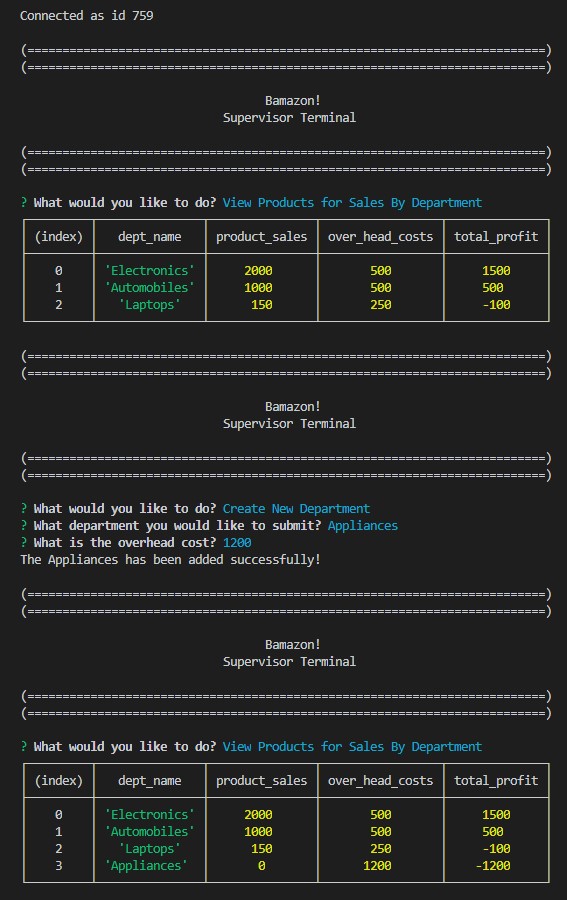 Connected as id 759
(==========================================================================)
(==========================================================================)
Bamazon!
Supervisor Terminal
(==========================================================================)
(==========================================================================)
? What would you like to do? View Products for Sales By Department
(index) dept_name product_sales over_head_costs total_profit
0 'Electronics' 2000 500 1500
1 'Automobiles' 1000 500 500
2 'Laptops' 150 250 -100
(==========================================================================)
(==========================================================================)
Bamazon!
Supervisor Terminal
(==========================================================================)
(==========================================================================)
? What would you like to do? Create New Department
? What department you would like to submit? Appliances
? What is the overhead cost? 1200
The Appliances has been added successfully!
(==========================================================================)
(==========================================================================)
Bamazon!
Supervisor Terminal
(==========================================================================)
(==========================================================================)
? What would you like to do? View Products for Sales By Department
(index) dept_name product_sales over_head_costs total_profit
0 'Electronics' 2000 500 1500
1 'Automobiles' 1000 500 500
2 'Laptops' 150 250 -100
3 'Appliances' 0 1200 -1200